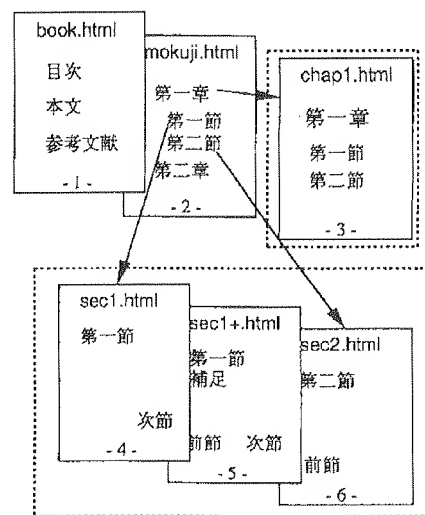 book.html
目次
本文
参考文献
- 1 -
mokuji.html
第一章
第一節
第二節
第二章
- 2 -
chap1.html
第一章
第一節
第二節
- 3 -
sec1.html
第一節
次節
- 4 -
sec1+.html
第一節
補足
前節 次節
- 5 -
sec2.html
第二節
前節
- 6 -